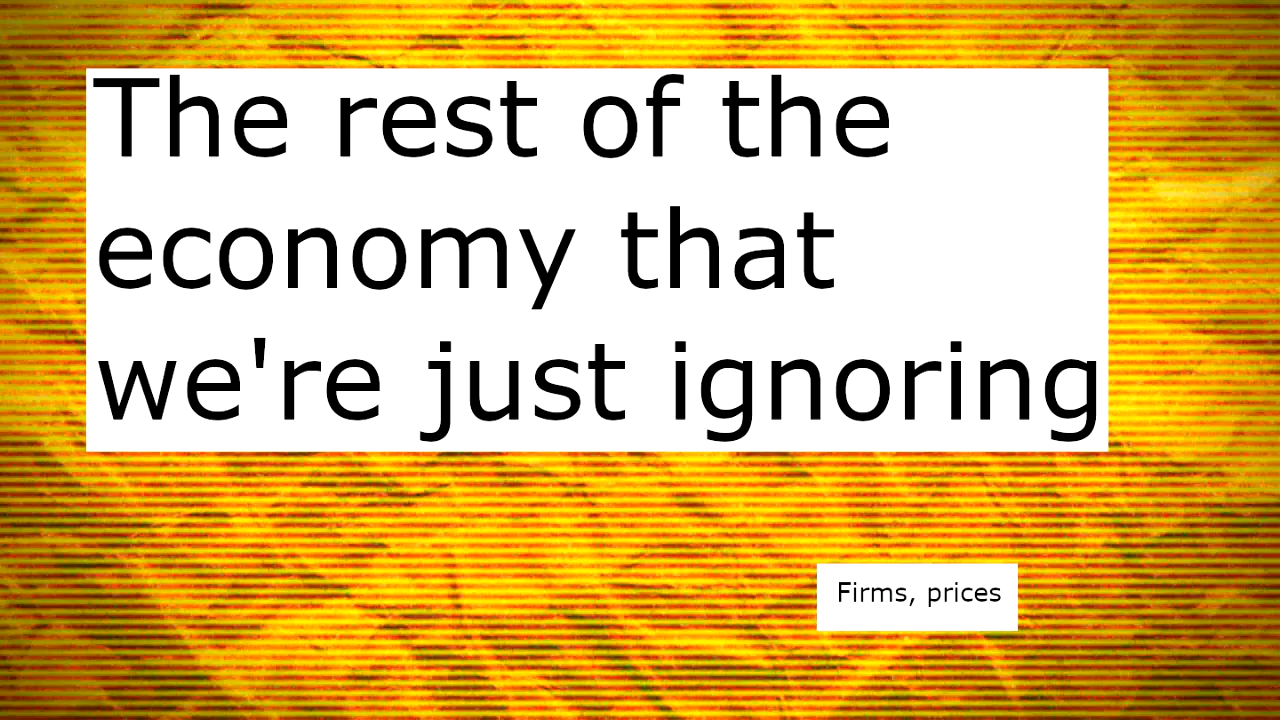 The rest of the
economy that
we're just ignoring
Firms, prices